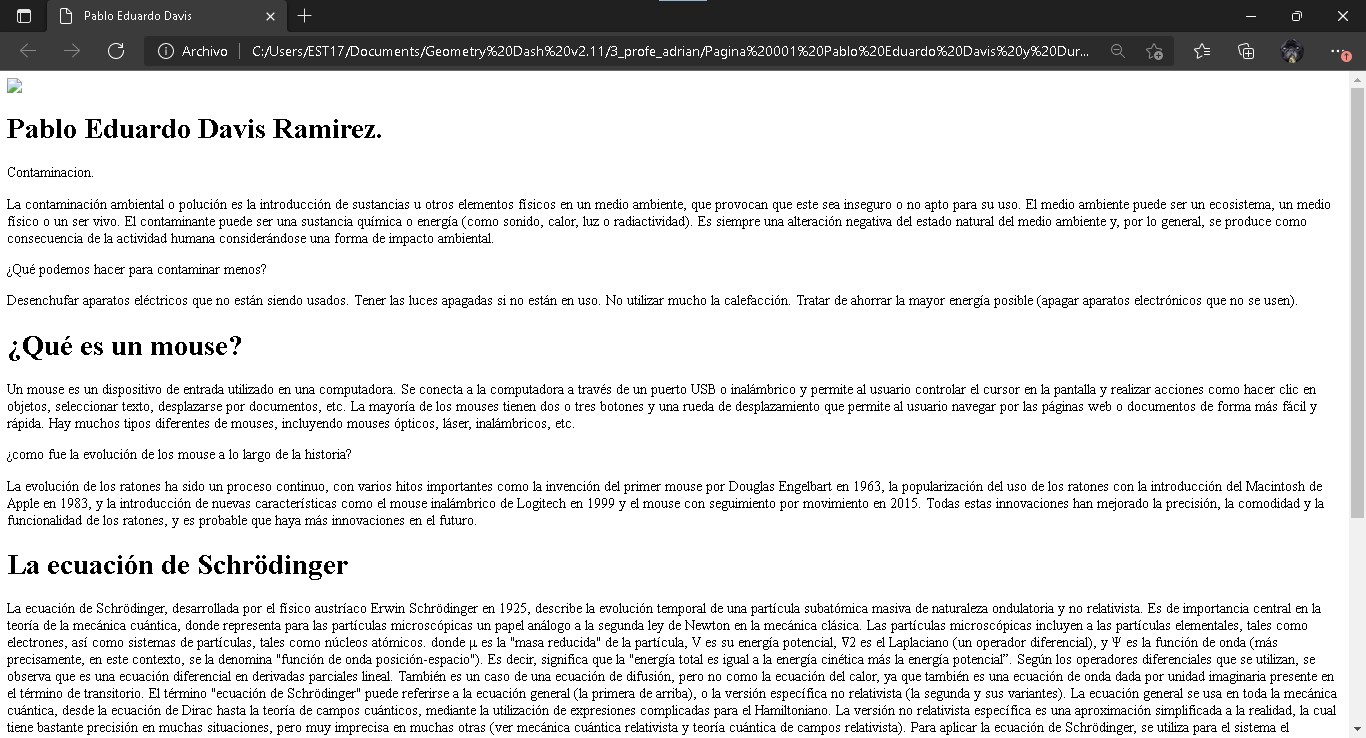 Pablo Eduardo Davis
Archivo
C:/Users/EST17/Documents/Geometry%20Dash%20v2.11/3_profe_adrian/Pagina%20001%20Pablo%20Eduardo%20Davis%20y%20Dur...
Pablo Eduardo Davis Ramirez.
Contaminacion.
La contaminación ambiental o polución es la introducción de sustancias u otros elementos físicos en un medio ambiente, que provocan que este sea inseguro o no apto para su uso. El medio ambiente puede ser un ecosistema, un medio
físico o un ser vivo. El contaminante puede ser una sustancia química o energía (como sonido, calor, luz o radiactividad). Es siempre una alteración negativa del estado natural del medio ambiente y, por lo general, se produce como
consecuencia de la actividad humana considerándose una forma de impacto ambiental.
¿Qué podemos hacer para contaminar menos?
Desenchufar aparatos eléctricos que no están siendo usados. Tener las luces apagadas si no están en uso. No utilizar mucho la calefacción. Tratar de ahorrar la mayor energía posible (apagar aparatos electrónicos que no se usen).
¿Qué es un mouse?
Un mouse es un dispositivo de entrada utilizado en una computadora. Se conecta a la computadora a través de un puerto USB o inalámbrico y permite al usuario controlar el cursor en la pantalla y realizar acciones como hacer clic en
objetos, seleccionar texto, desplazarse por documentos, etc. La mayoría de los mouses tienen dos o tres botones y una rueda de desplazamiento que permite al usuario navegar por las páginas web o documentos de forma más fácil y
rápida. Hay muchos tipos diferentes de mouses, incluyendo mouses ópticos, láser, inalámbricos, etc.
¿como fue la evolución de los mouse a lo largo de la historia?
La evolución de los ratones ha sido un proceso continuo, con varios hitos importantes como la invención del primer mouse por Douglas Engelbart en 1963, la popularización del uso de los ratones con la introducción del Macintosh de
Apple en 1983, y la introducción de nuevas características como el mouse inalámbrico de Logitech en 1999 y el mouse con seguimiento por movimiento en 2015. Todas estas innovaciones han mejorado la precisión, la comodidad y la
funcionalidad de los ratones, y es probable que haya más innovaciones en el futuro.
La ecuación de Schrödinger
La ecuación de Schrödinger, desarrollada por el físico austríaco Erwin Schrödinger en 1925, describe la evolución temporal de una partícula subatómica masiva de naturaleza ondulatoria y no relativista. Es de importancia central en la
teoría de la mecánica cuántica, donde representa para las partículas microscópicas un papel análogo a la segunda ley de Newton en la mecánica clásica. Las partículas microscópicas incluyen a las partículas elementales, tales como
electrones, así como sistemas de partículas, tales como núcleos atómicos. donde μ es la "masa reducida" de la partícula, V es su energía potencial, ∇2 es el Laplaciano (un operador diferencial), y Ψ es la función de onda (más
precisamente, en este contexto, se la denomina "función de onda posición-espacio"). Es decir, significa que la "energía total es igual a la energía cinética más la energía potencial”. Según los operadores diferenciales que se utilizan, se
observa que es una ecuación diferencial en derivadas parciales lineal. También es un caso de una ecuación de difusión, pero no como la ecuación del calor, ya que también es una ecuación de onda dada por unidad imaginaria presente en
el término de transitorio. El término "ecuación de Schrödinger" puede referirse a la ecuación general (la primera de arriba), o la versión específica no relativista (la segunda y sus variantes). La ecuación general se usa en toda la mecánica
cuántica, desde la ecuación de Dirac hasta la teoría de campos cuánticos, mediante la utilización de expresiones complicadas para el Hamiltoniano. La versión no relativista específica es una aproximación simplificada a la realidad, la cual
tiene bastante precisión en muchas situaciones, pero muy imprecisa en muchas otras (ver mecánica cuántica relativista y teoría cuántica de campos relativista). Para aplicar la ecuación de Schrödinger, se utiliza para el sistema el